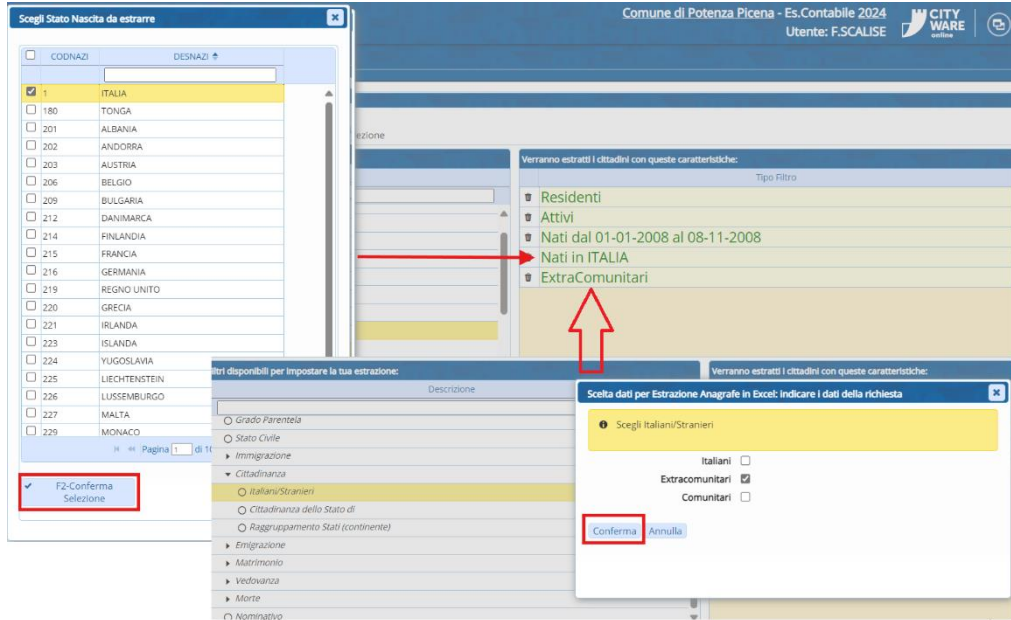 Scegli Stato Nascita da estrarre
CODNAZI DESNAZI
1 ITALIA
180 TONGA
201 ALBANIA
202 ANDORRA
203 AUSTRIA
206 BELGIO
209 BULGARIA
212 DANIMARCA
214 FINLANDIA
215 FRANCIA
216 GERMANIA
219 REGNO UNITO
220 GRECIA
221 IRLANDA
223 ISLANDA
224 YUGOSLAVIA
225 LIECHTENSTEIN
226 LUSSEMBURGO
227 MALTA
229 MONACO
Pagina 1 di
F2-Conferma
Selezione
Comune di Potenza Picena - Es.Contabile 2024
Utente: F.SCALISE
CITY
WARE
online
ezione
Verranno estratti i cittadini con queste caratteristiche:
Tipo Filtro
Residenti
Attivi
Nati dal 01-01-2008 al 08-11-2008
Nati in ITALIA
ExtraComunitari
iltri disponibili per impostare la tua estrazione:
Descrizione
Grado Parentela
Stato Civile
Immigrazione
Cittadinanza
Italiani/Stranieri
Cittadinanza dello Stato di
Raggruppamento Stati (continente)
Emigrazione
Matrimonio
Vedovanza
Morte
Nominativo
Verranno estratti i cittadini con queste caratteristiche:
Scelta dati per Estrazione Anagrafe in Excel: indicare i dati della richiesta
Scegli Italiani/Stranieri
Italiani
Extracomunitari
Comunitari
Conferma Annulla